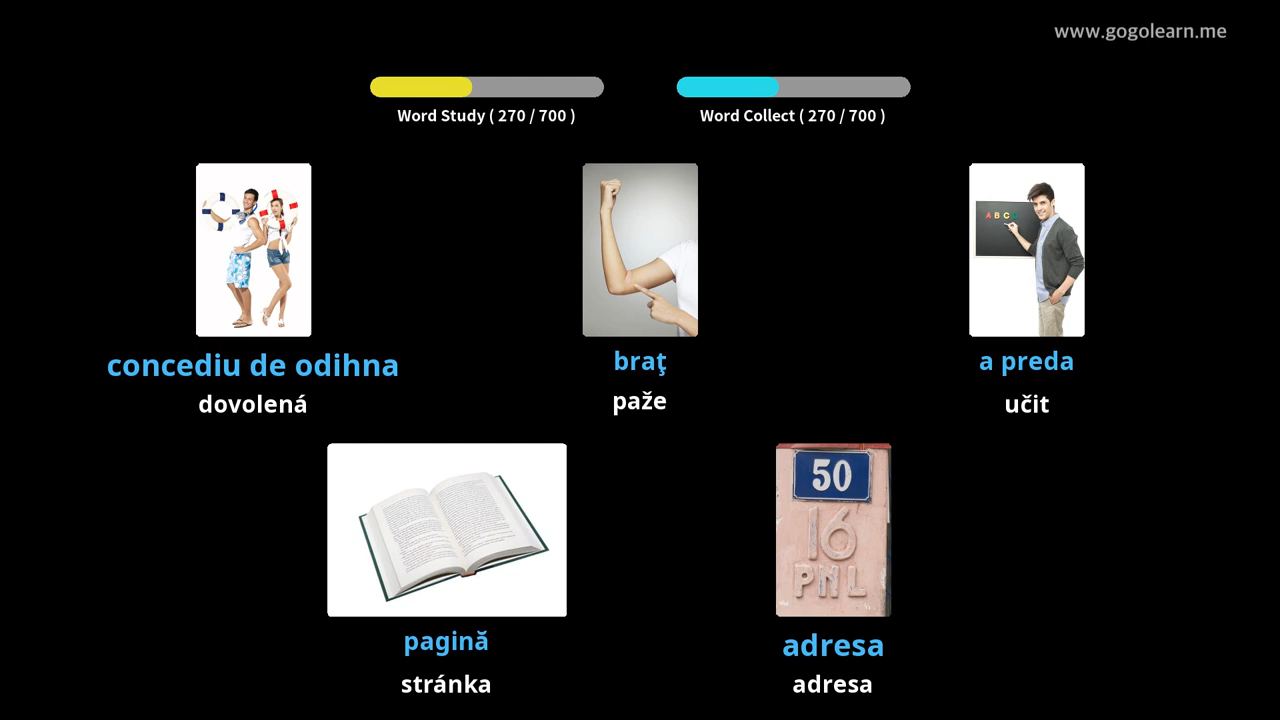 www.gogolearn.me
Word Study ( 270 / 700 )
Word Collect ( 270 / 700 )
A B C
concediu de odihna
dovolená
braţ
paže
a preda
učit
50
16
PNL
pagină
stránka
adresa
adresa